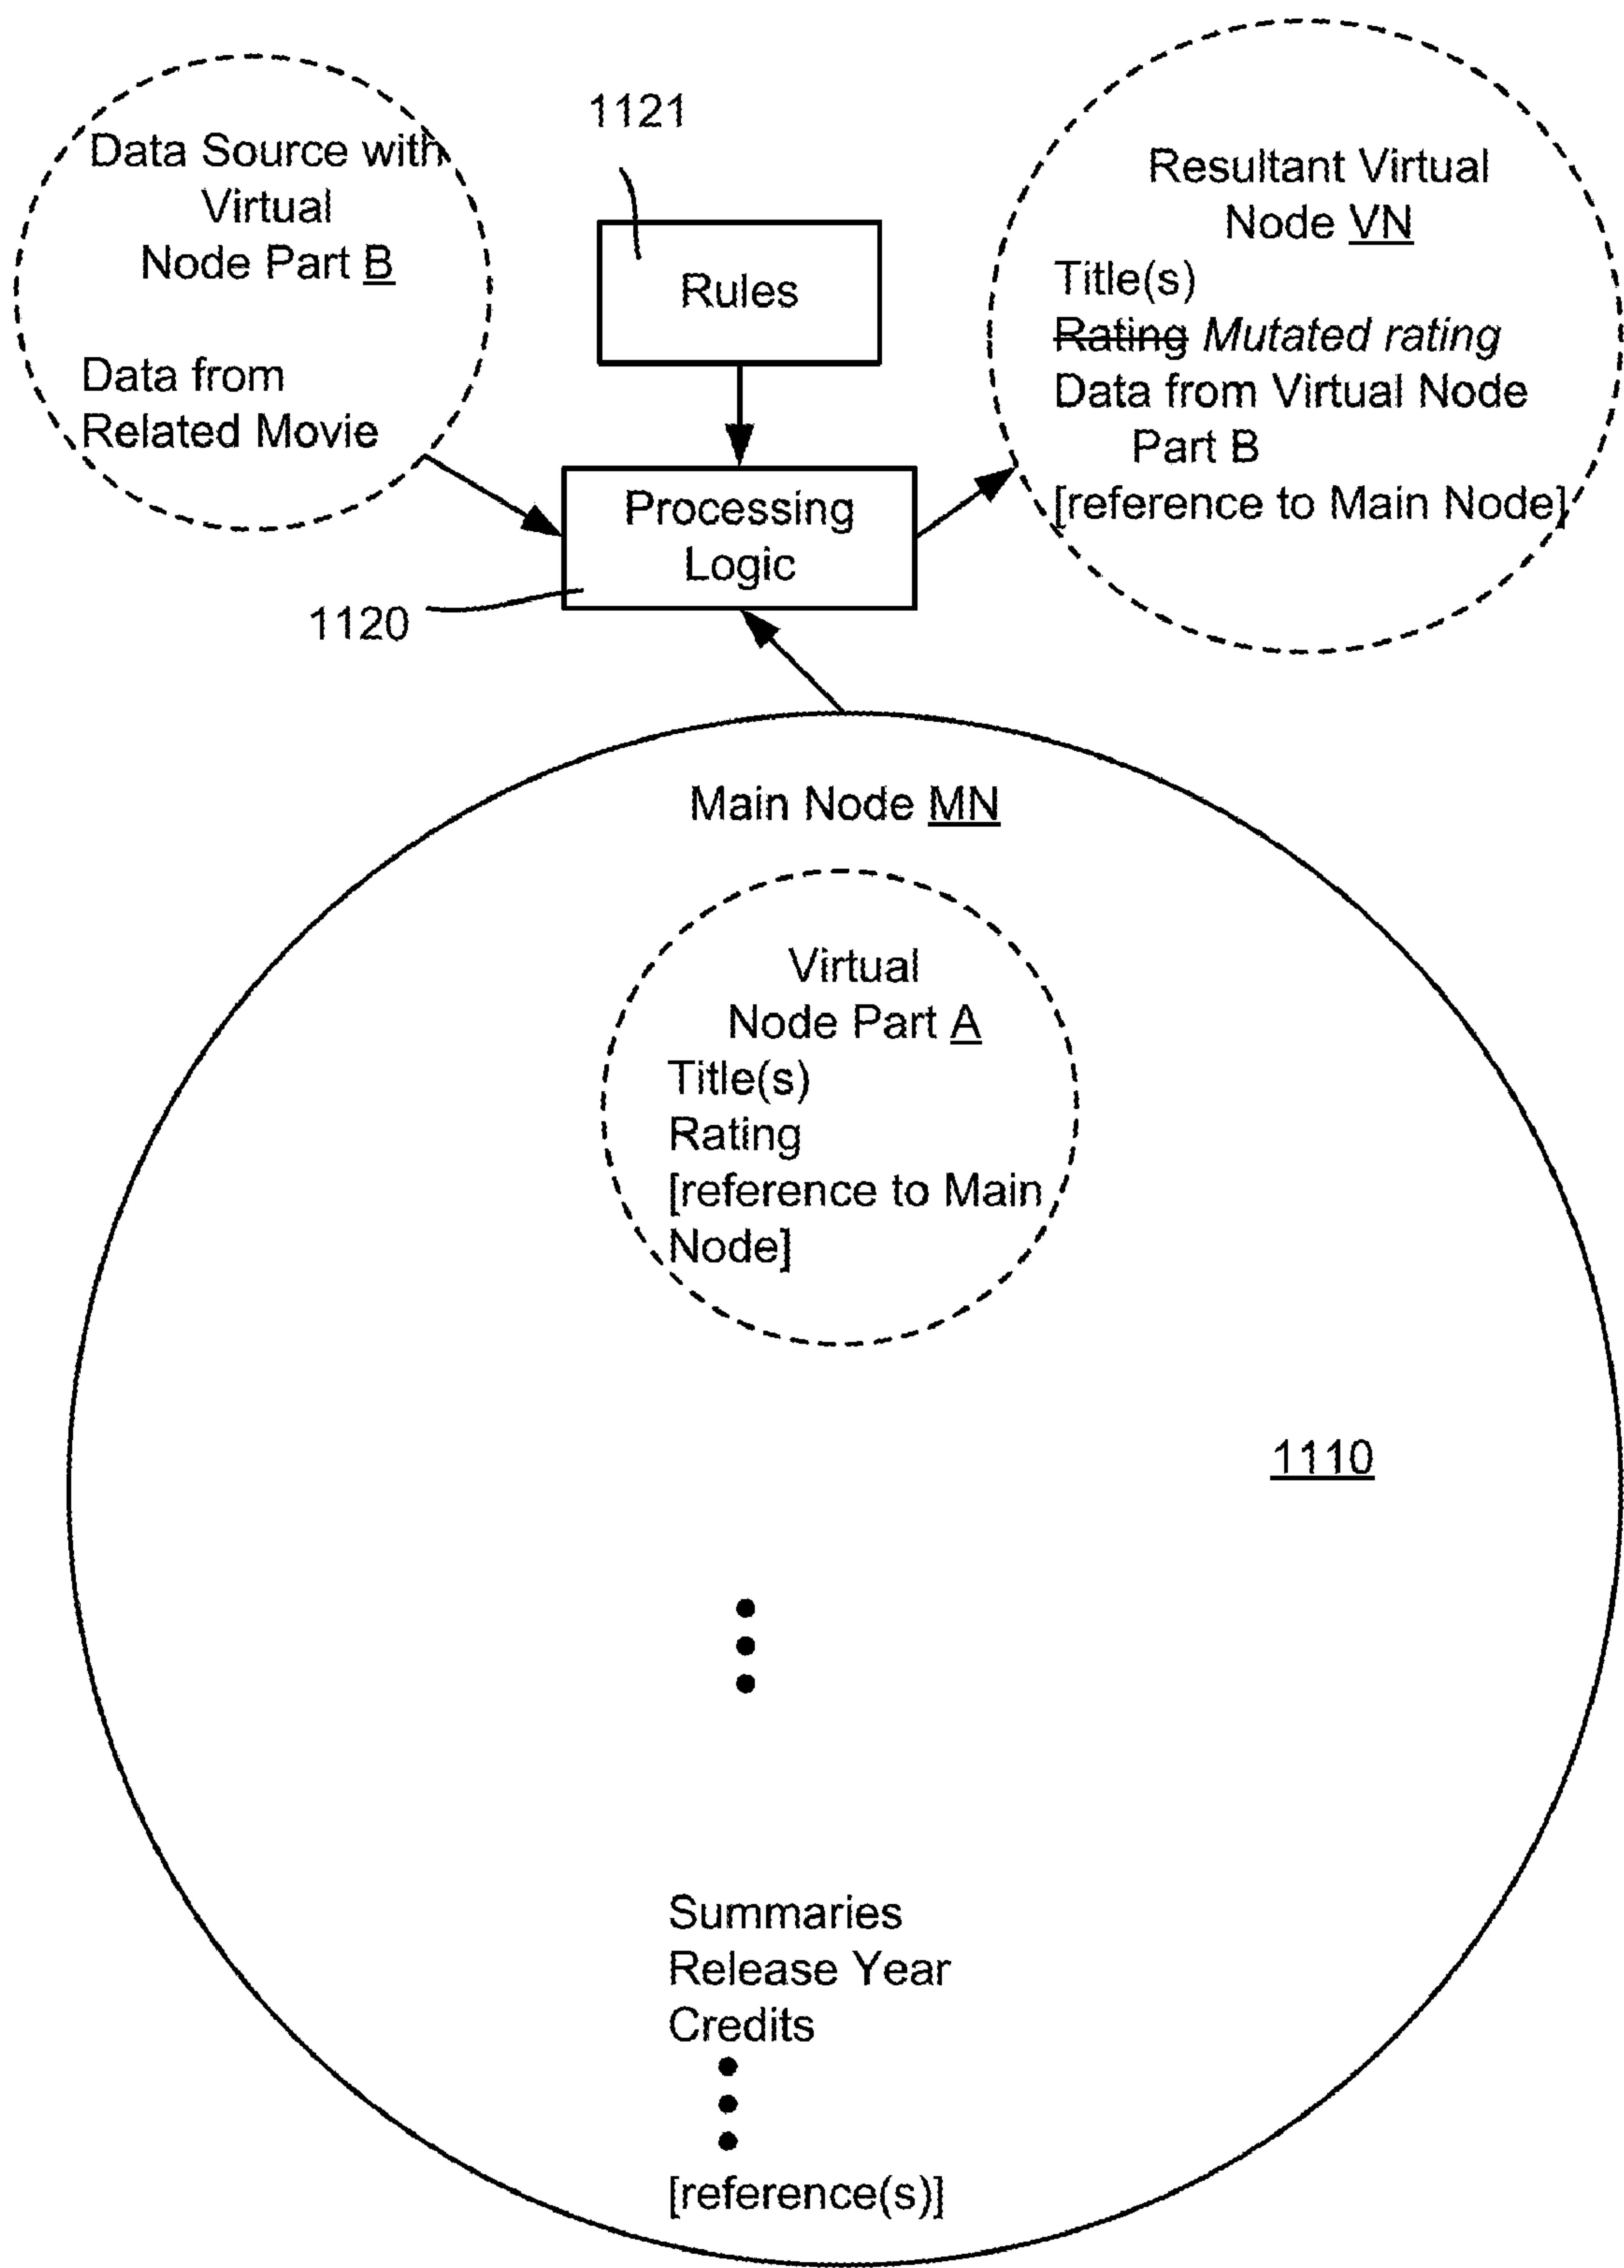 Data Source with
Virtual
Node Part B
Data from
Related Movie
1121
Rules
Resultant Virtual
Node VN
Title(s)
Rating Mutated rating
Data from Virtual Node
Part B
[reference to Main Node]
Processing
Logic
1120
Main Node MN
Virtual
Node Part A
Title(s)
Rating
[reference to Main
Node]
1110
Summaries
Release Year
Credits
[reference(s)]